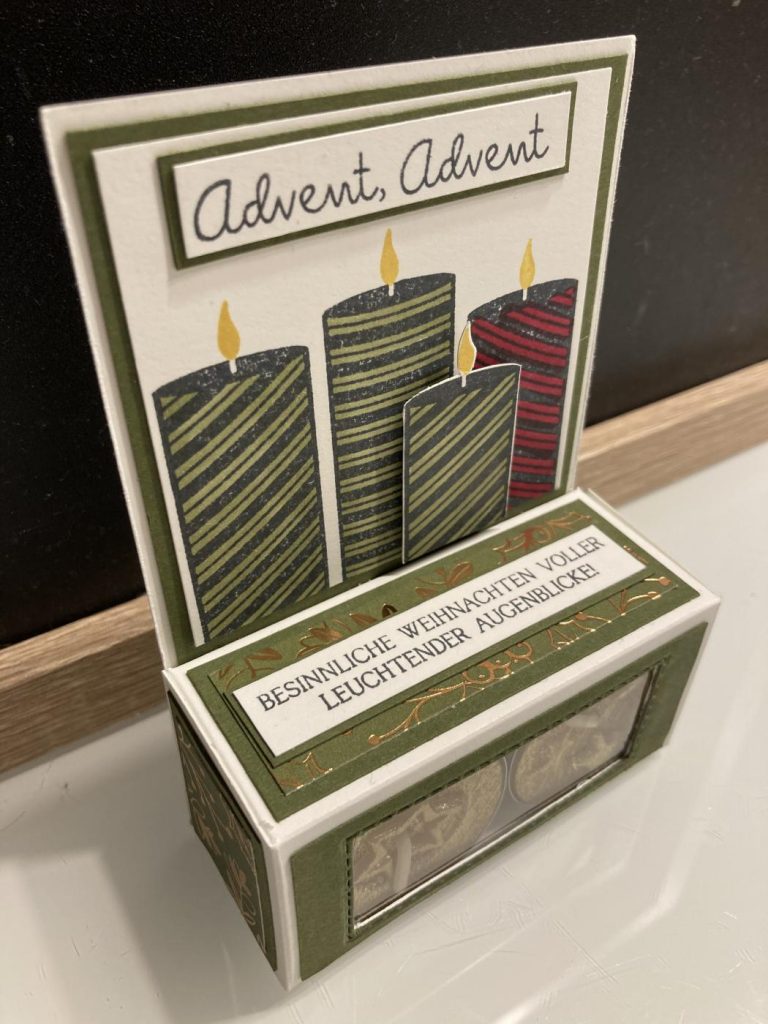 Advent, Advent
BESINNLICHE WEIHNACHTEN VOLLER
LEUCHTENDER AUGENBLICKE!